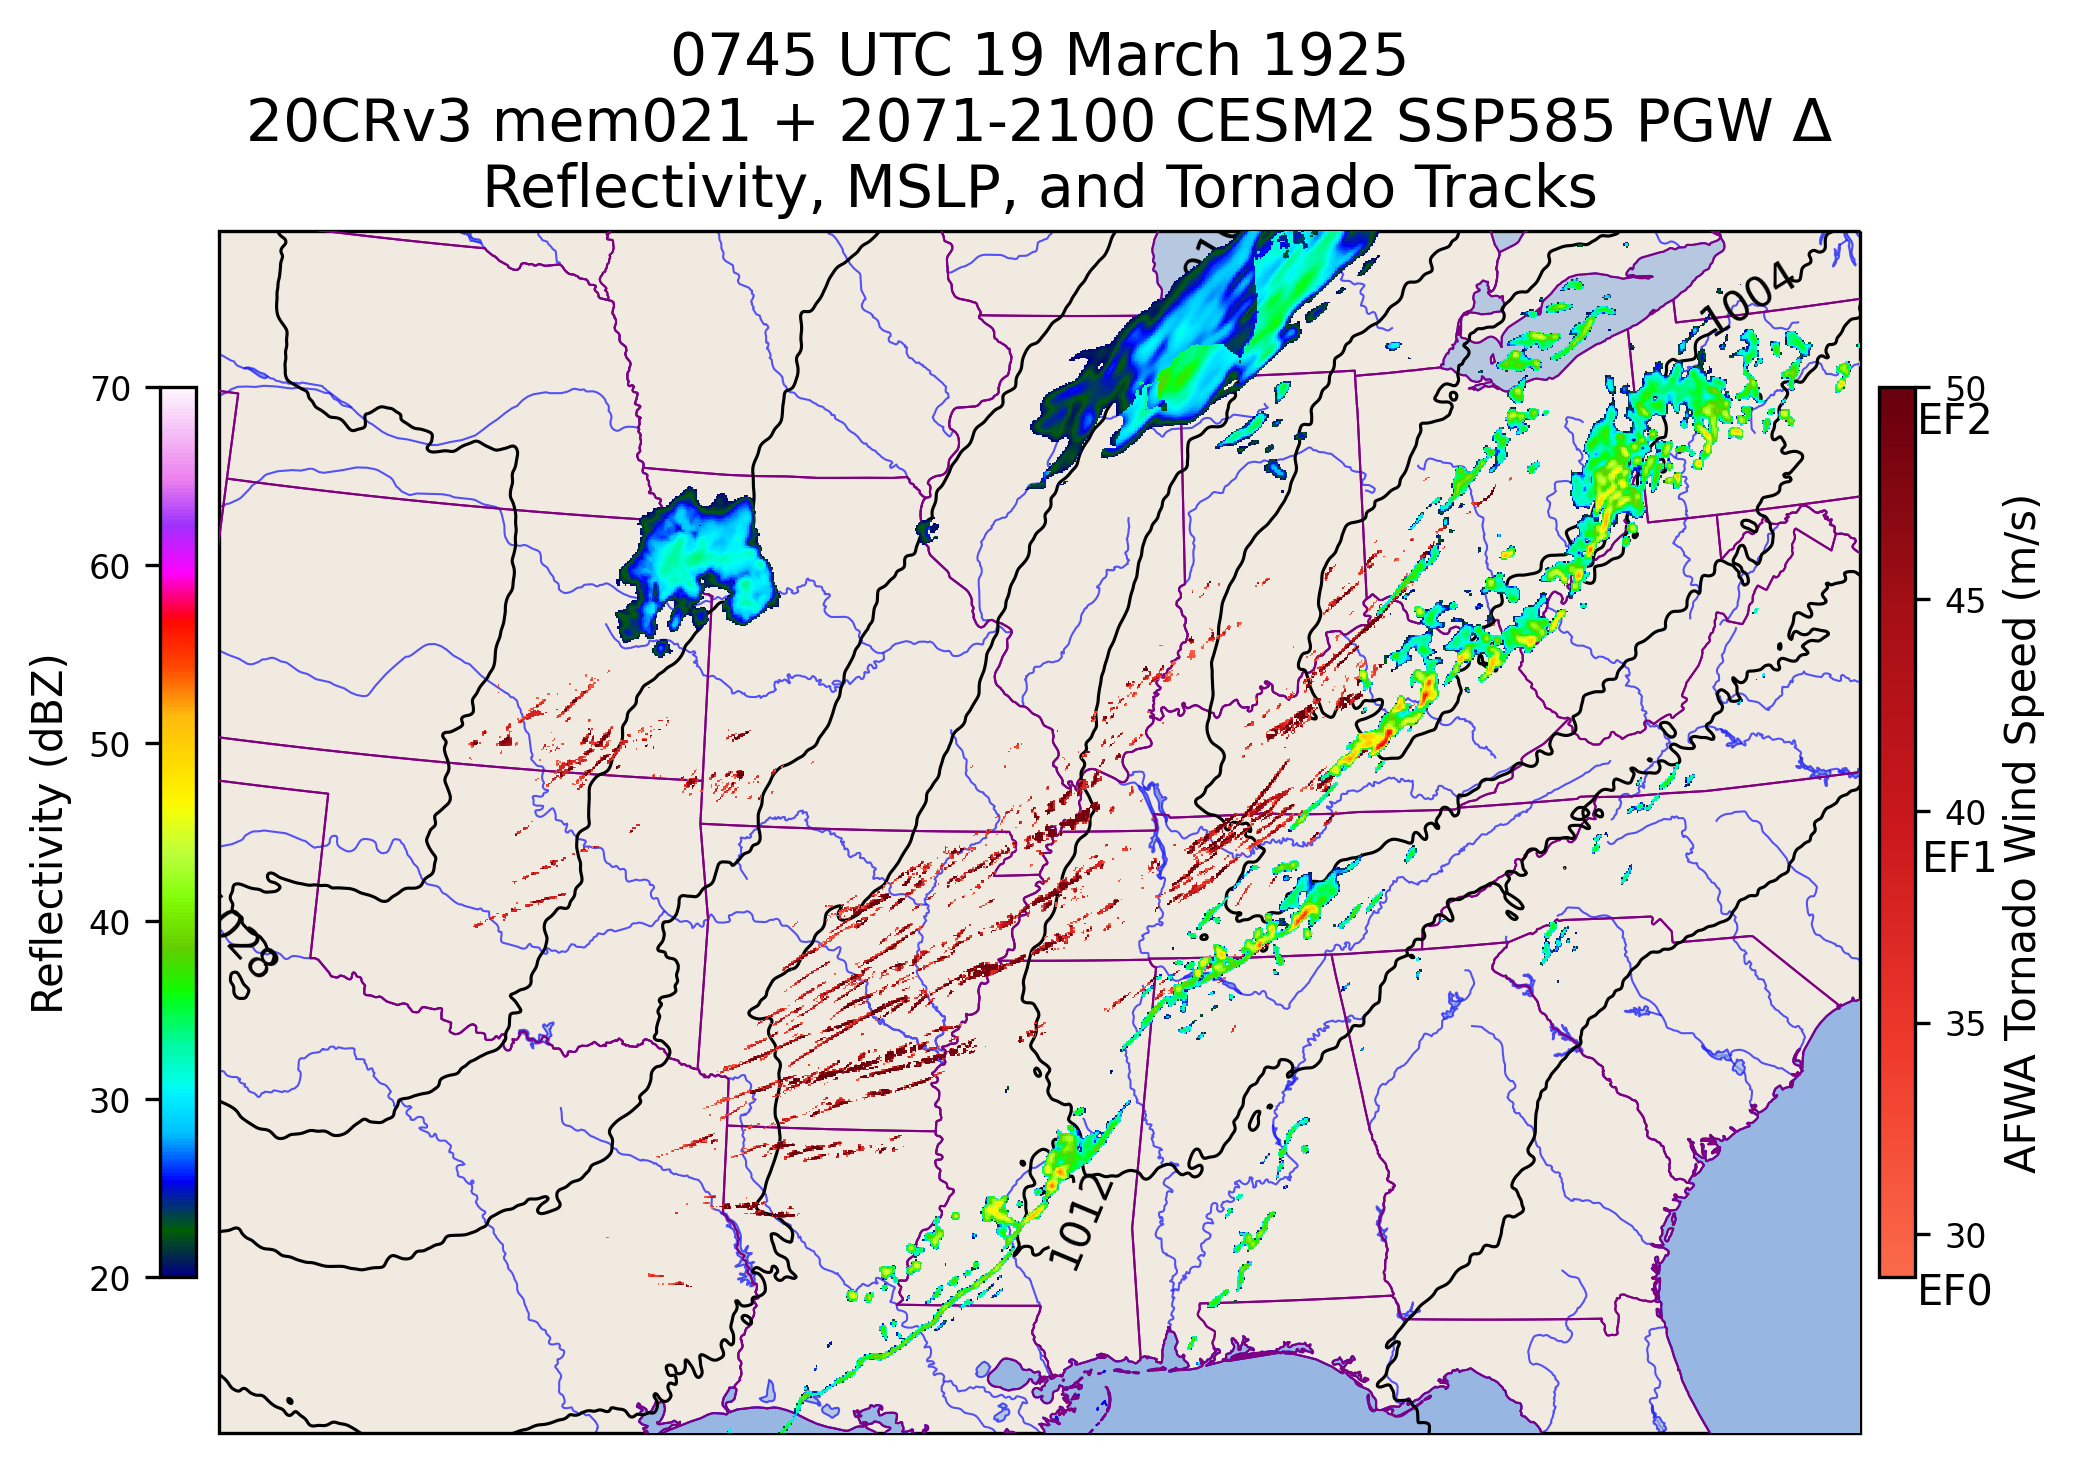 0745 UTC 19 March 1925
20CRv3 mem021 + 2071-2100 CESM2 SSP585 PGW Δ
Reflectivity, MSLP, and Tornado Tracks
1004
1012
70
60
50
40
30
20
Reflectivity (dBZ)
50
EF2
45
40
EF1
35
30
EF0
AFWA Tornado Wind Speed (m/s)